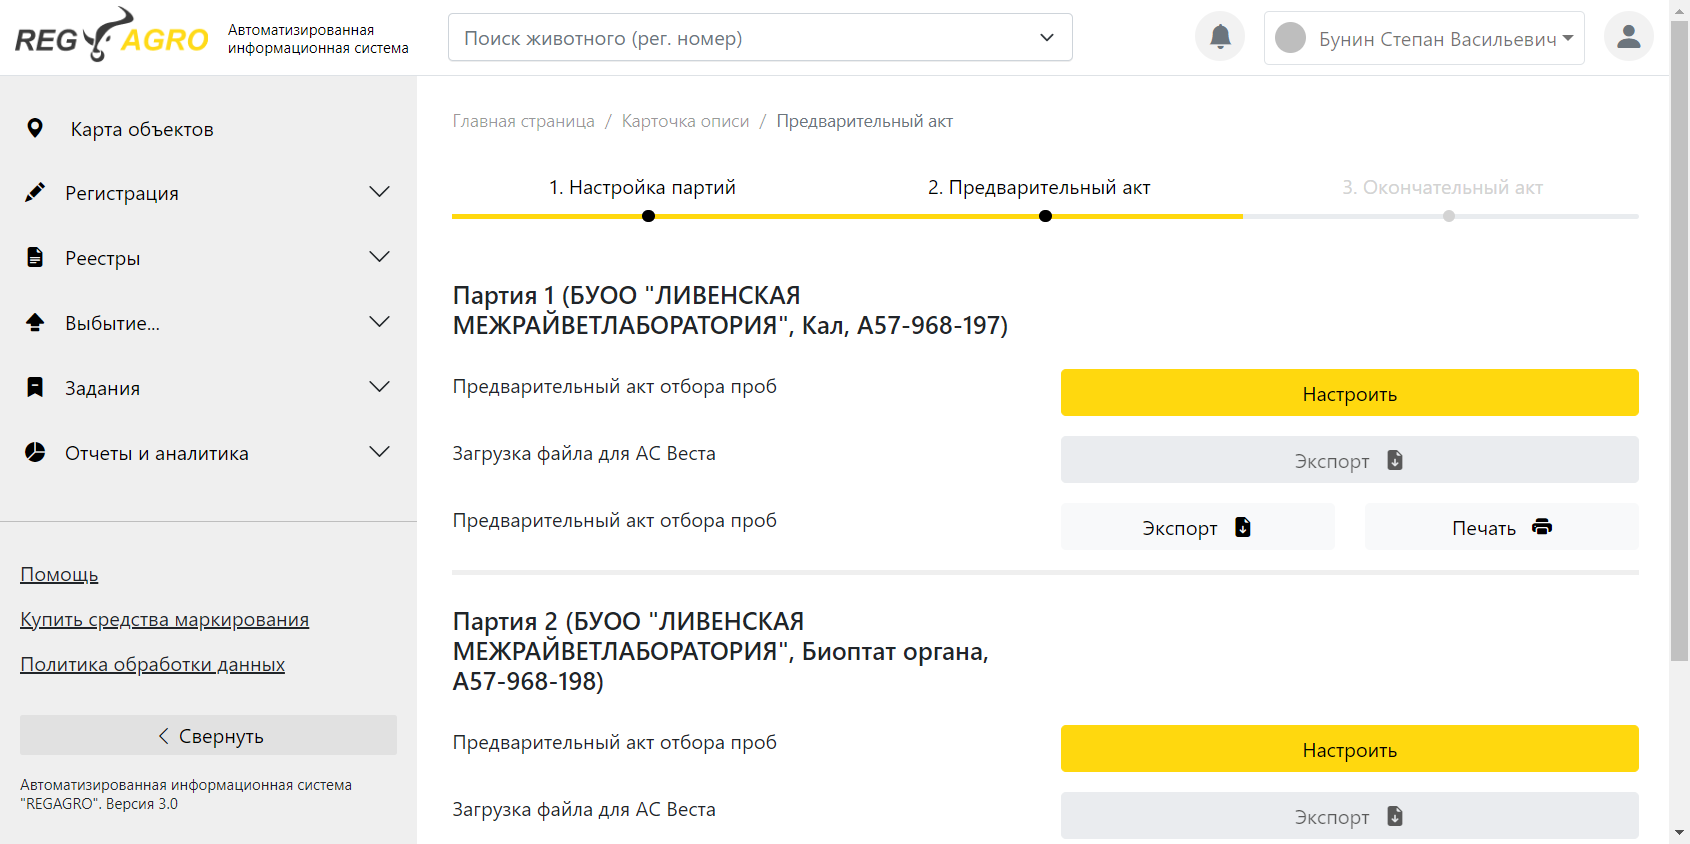 REG AGRO
Автоматизированная
информационная система
Поиск животного (рег. номер)
Бунин Степан Васильевич
Карта объектов
Регистрация
Реестры
Выбытие...
Задания
Отчеты и аналитика
Помощь
Купить средства маркирования
Политика обработки данных
Свернуть
Автоматизированная информационная система
"REGAGRO". Версия 3.0
Главная страница / Карточка описи / Предварительный акт
1. Настройка партий
2. Предварительный акт
3. Окончательный акт
Партия 1 (БУОО "ЛИВЕНСКАЯ
МЕЖРАЙВЕТЛАБОРАТОРИЯ", Кал, А57-968-197)
Предварительный акт отбора проб
Настроить
Загрузка файла для АС Веста
Экспорт
Предварительный акт отбора проб
Экспорт
Печать
Партия 2 (БУОО "ЛИВЕНСКАЯ
МЕЖРАЙВЕТЛАБОРАТОРИЯ", Биоптат органа,
А57-968-198)
Предварительный акт отбора проб
Настроить
Загрузка файла для АС Веста
Экспорт